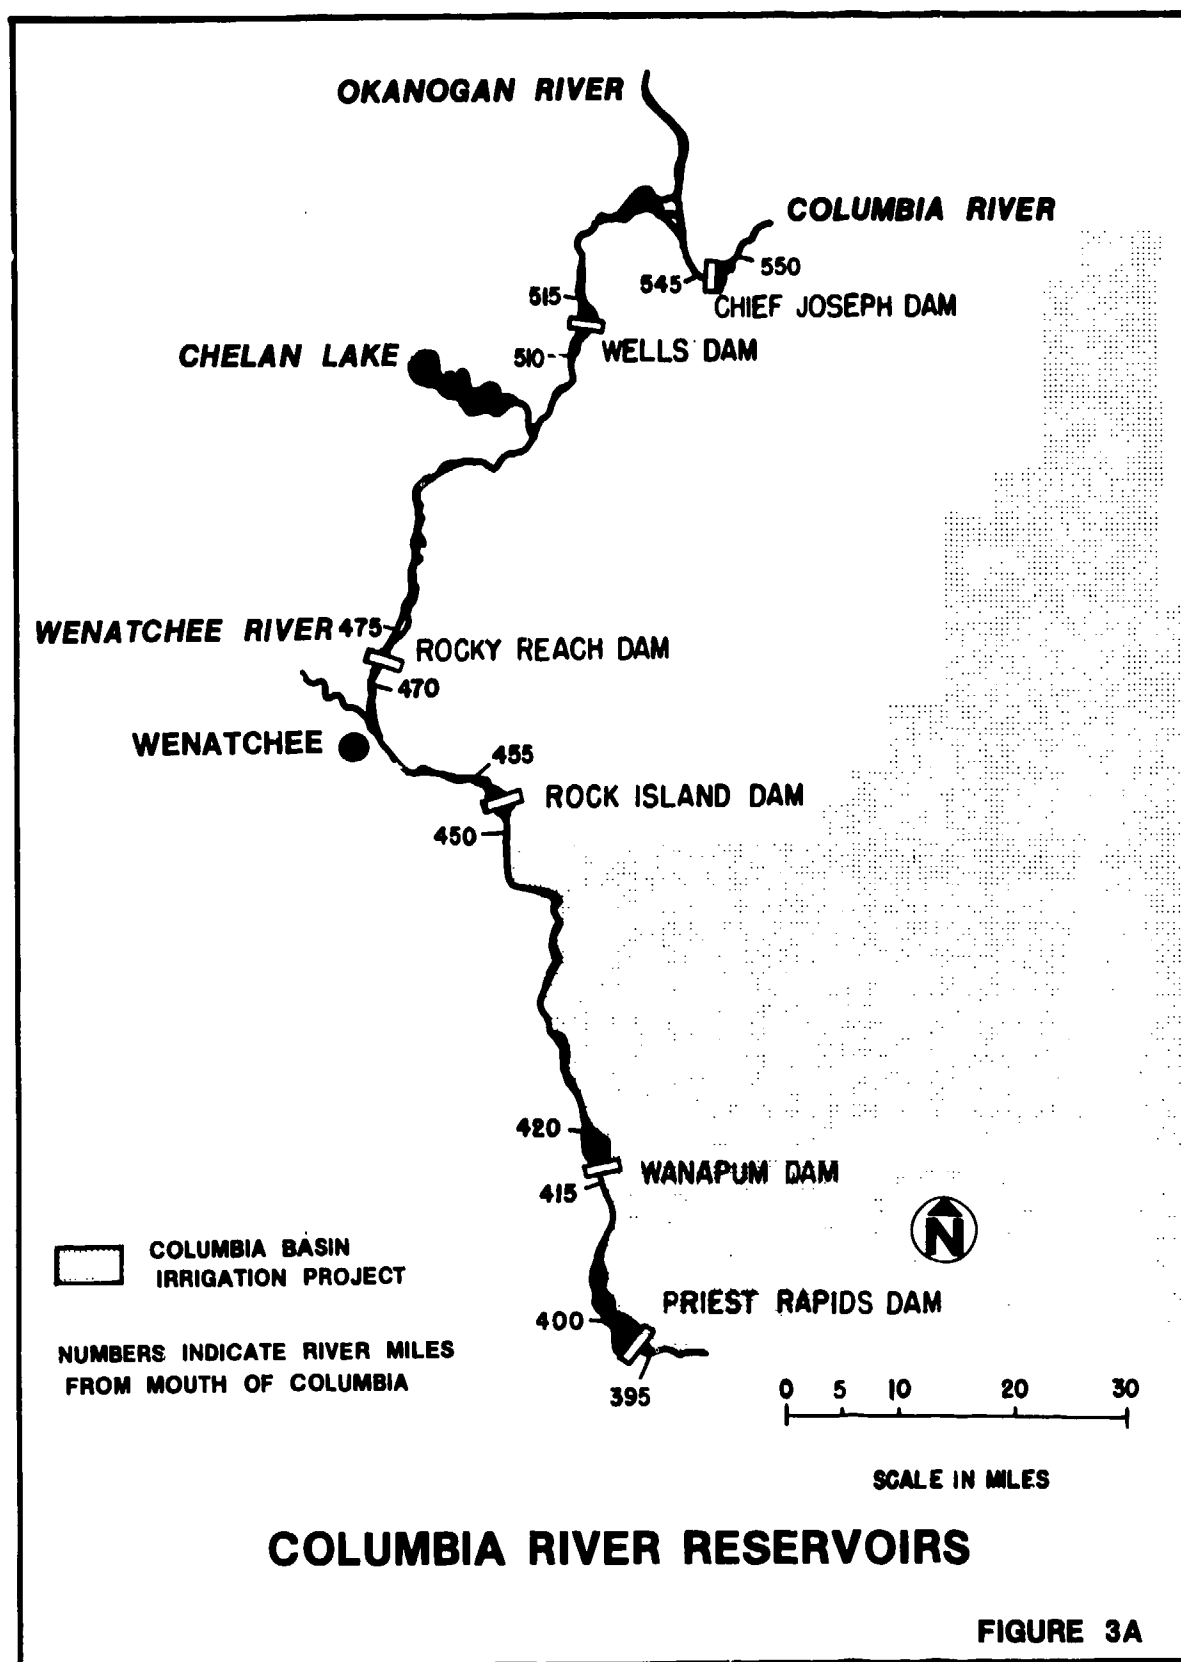 OKANOGAN RIVER
COLUMBIA RIVER
550
545
515
CHIEF JOSEPH DAM
510
WELLS DAM
CHELAN LAKE
WENATCHEE RIVER
475
ROCKY REACH DAM
470
WENATCHEE
455
ROCK ISLAND DAM
450
420
WANAPUM DAM
415
N
COLUMBIA BASIN
IRRIGATION PROJECT
PRIEST RAPIDS DAM
400
NUMBERS INDICATE RIVER MILES
FROM MOUTH OF COLUMBIA
395
0 5 10 20 30
SCALE IN MILES
COLUMBIA RIVER RESERVOIRS
FIGURE 3A